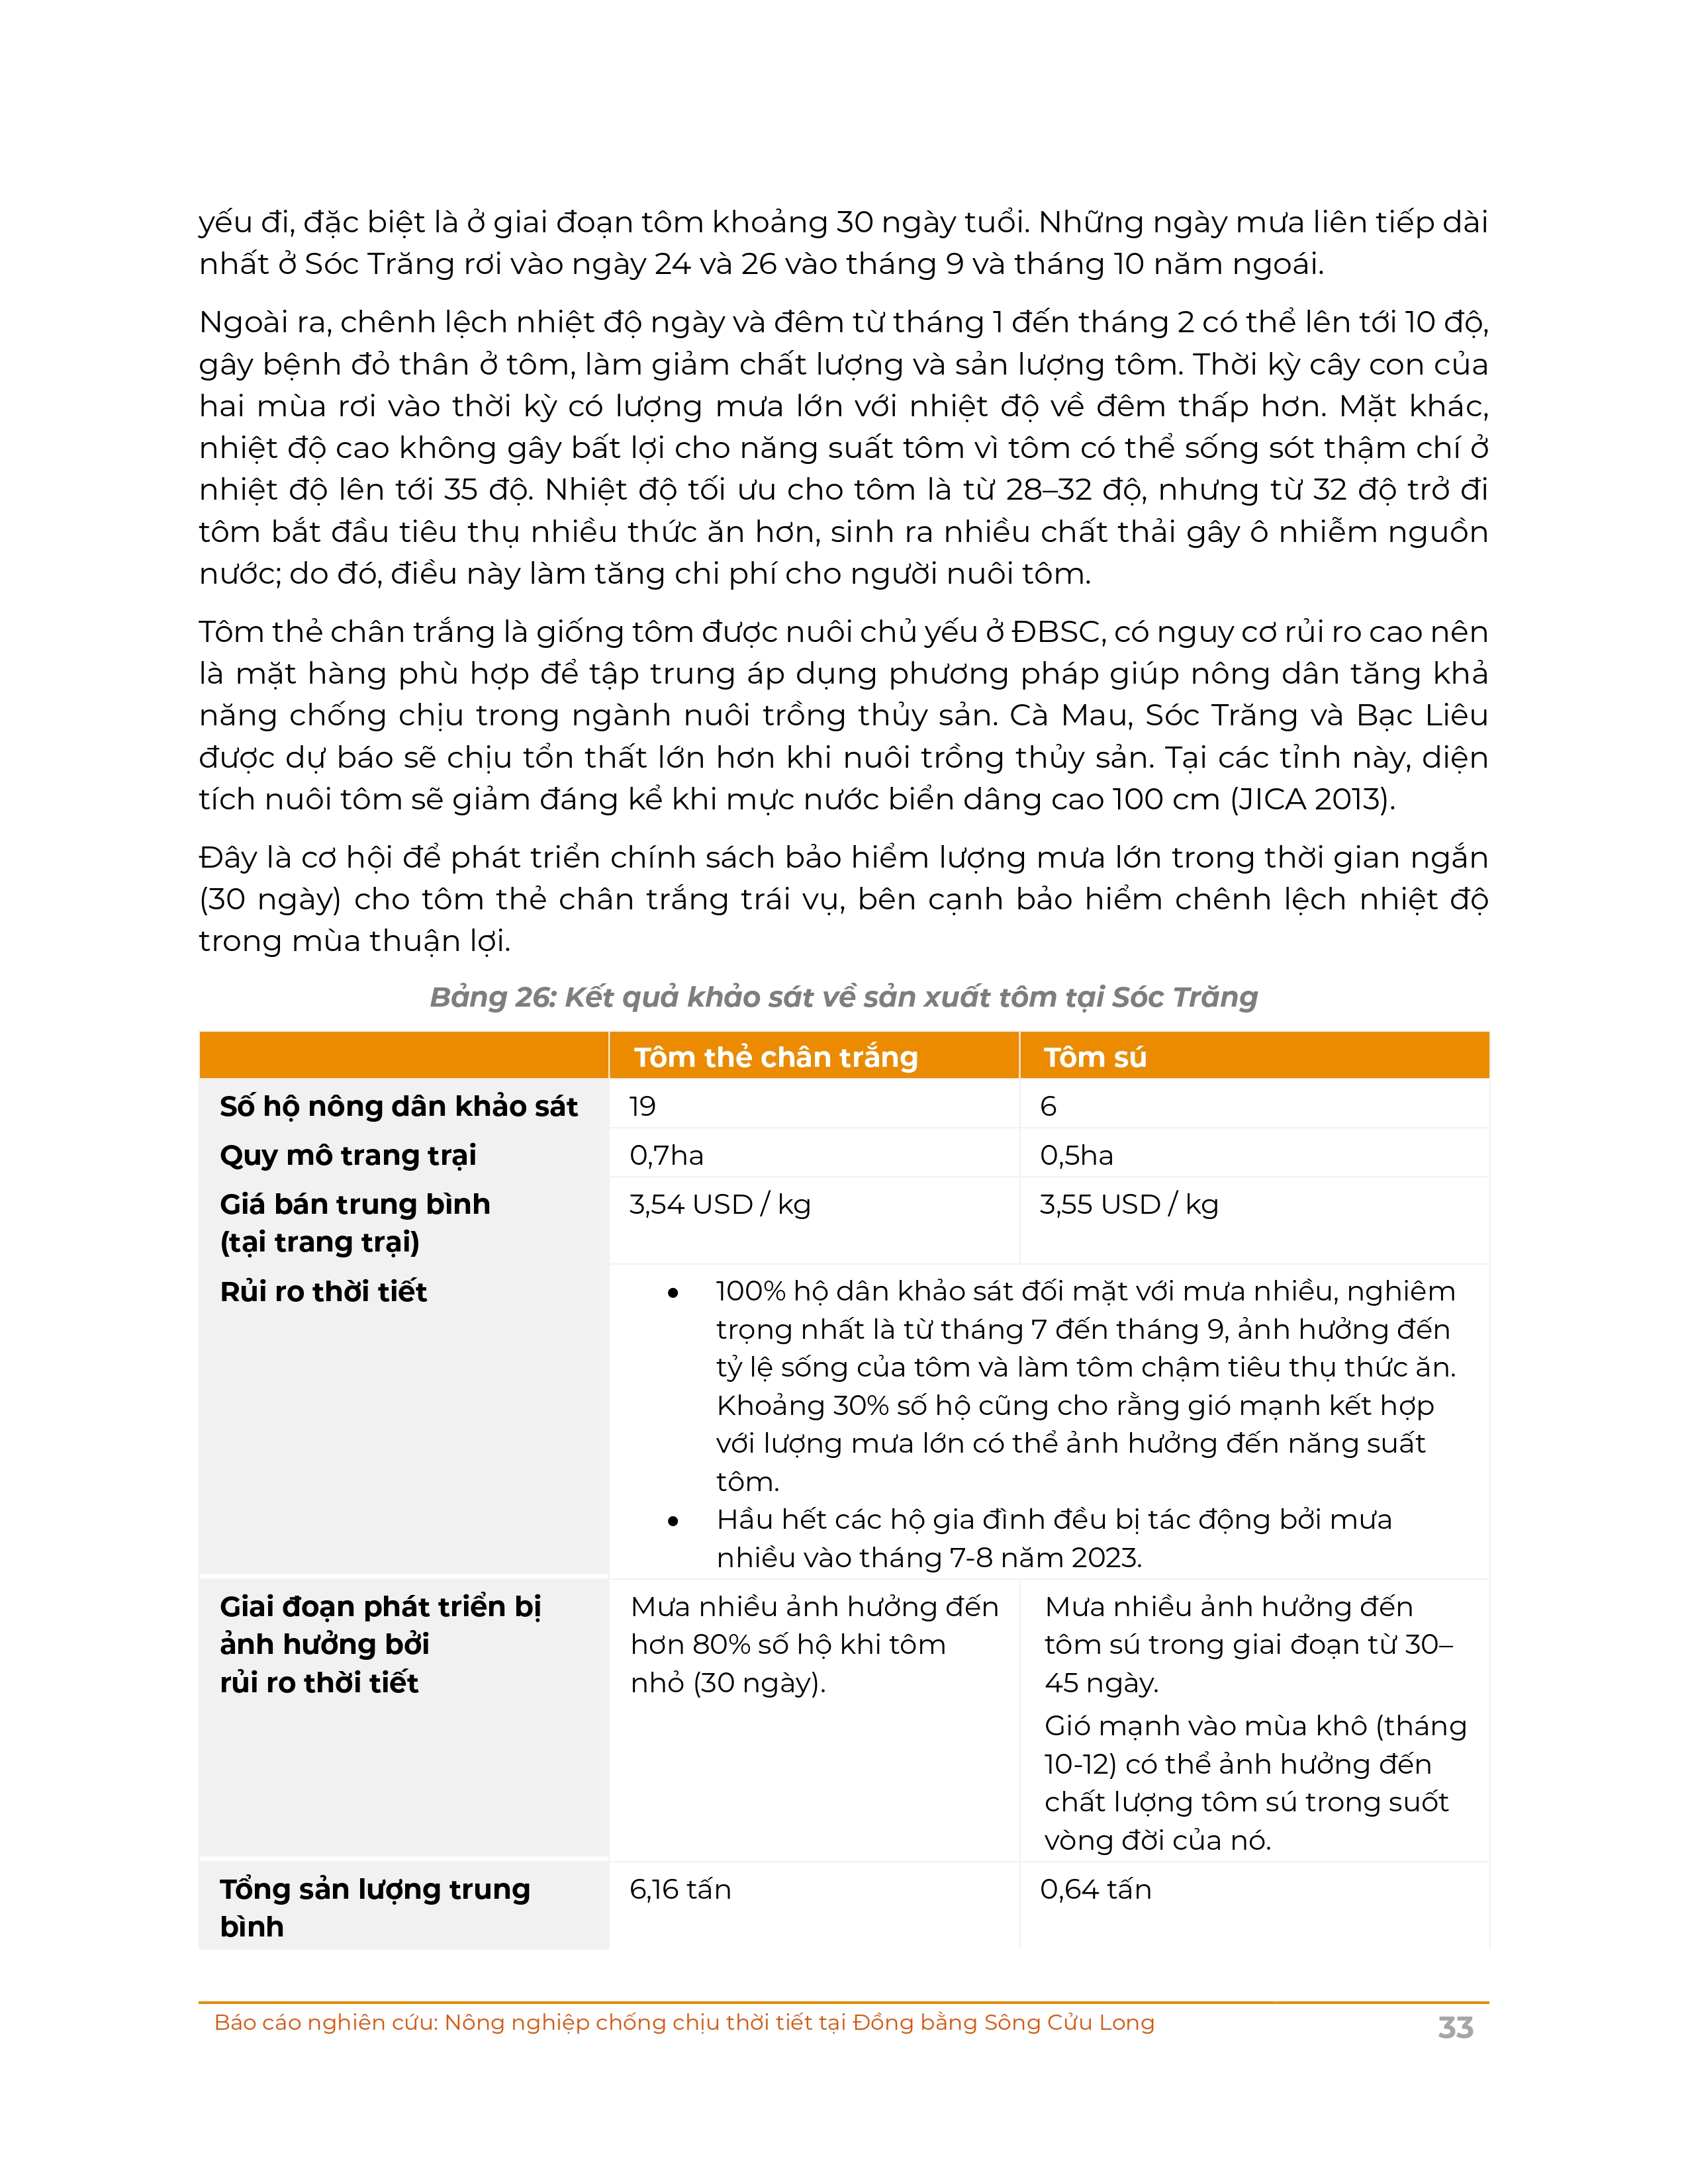 yếu đi, đặc biệt là ở giai đoạn tôm khoảng 30 ngày tuổi. Những ngày mưa liên tiếp dài
nhất ở Sóc Trăng rơi vào ngày 24 và 26 vào tháng 9 và tháng 10 năm ngoái.
Ngoài ra, chênh lệch nhiệt độ ngày và đêm từ tháng 1 đến tháng 2 có thể lên tới 10 độ,
gây bệnh đỏ thân ở tôm, làm giảm chất lượng và sản lượng tôm. Thời kỳ cây con của
hai mùa rơi vào thời kỳ có lượng mưa lớn với nhiệt độ về đêm thấp hơn. Mặt khác,
nhiệt độ cao không gây bất lợi cho năng suất tôm vì tôm có thể sống sót thậm chí ở
nhiệt độ lên tới 35 độ. Nhiệt độ tối ưu cho tôm là từ 28–32 độ, nhưng từ 32 độ trở đi
tôm bắt đầu tiêu thụ nhiều thức ăn hơn, sinh ra nhiều chất thải gây ô nhiễm nguồn
nước; do đó, điều này làm tăng chi phí cho người nuôi tôm.
Tôm thẻ chân trắng là giống tôm được nuôi chủ yếu ở ĐBSC, có nguy cơ rủi ro cao nên
là mặt hàng phù hợp để tập trung áp dụng phương pháp giúp nông dân tăng khả
năng chống chịu trong ngành nuôi trồng thủy sản. Cà Mau, Sóc Trăng và Bạc Liêu
được dự báo sẽ chịu tổn thất lớn hơn khi nuôi trồng thủy sản. Tại các tỉnh này, diện
tích nuôi tôm sẽ giảm đáng kể khi mực nước biển dâng cao 100 cm (JICA 2013).
Đây là cơ hội để phát triển chính sách bảo hiểm lượng mưa lớn trong thời gian ngắn
(30 ngày) cho tôm thẻ chân trắng trái vụ, bên cạnh bảo hiểm chênh lệch nhiệt độ
trong mùa thuận lợi.
Bảng 26: Kết quả khảo sát về sản xuất tôm tại Sóc Trăng
Tôm thẻ chân trắng Tôm sú
Số hộ nông dân khảo sát 19 6
Quy mô trang trại 0,7ha 0,5ha
Giá bán trung bình 3,54 USD / kg 3,55 USD / kg
(tại trang trại)
Rủi ro thời tiết
• 100% hộ dân khảo sát đối mặt với mưa nhiều, nghiêm
trọng nhất là từ tháng 7 đến tháng 9, ảnh hưởng đến
tỷ lệ sống của tôm và làm tôm chậm tiêu thụ thức ăn.
Khoảng 30% số hộ cũng cho rằng gió mạnh kết hợp
với lượng mưa lớn có thể ảnh hưởng đến năng suất
tôm.
• Hầu hết các hộ gia đình đều bị tác động bởi mưa
nhiều vào tháng 7-8 năm 2023.
Giai đoạn phát triển bị
ảnh hưởng bởi
rủi ro thời tiết
Mưa nhiều ảnh hưởng đến
hơn 80% số hộ khi tôm
nhỏ (30 ngày).
Mưa nhiều ảnh hưởng đến
tôm sú trong giai đoạn từ 30–
45 ngày.
Gió mạnh vào mùa khô (tháng
10-12) có thể ảnh hưởng đến
chất lượng tôm sú trong suốt
vòng đời của nó.
Tổng sản lượng trung 6,16 tấn 0,64 tấn
bình
Báo cáo nghiên cứu: Nông nghiệp chống chịu thời tiết tại Đồng bằng Sông Cửu Long 33